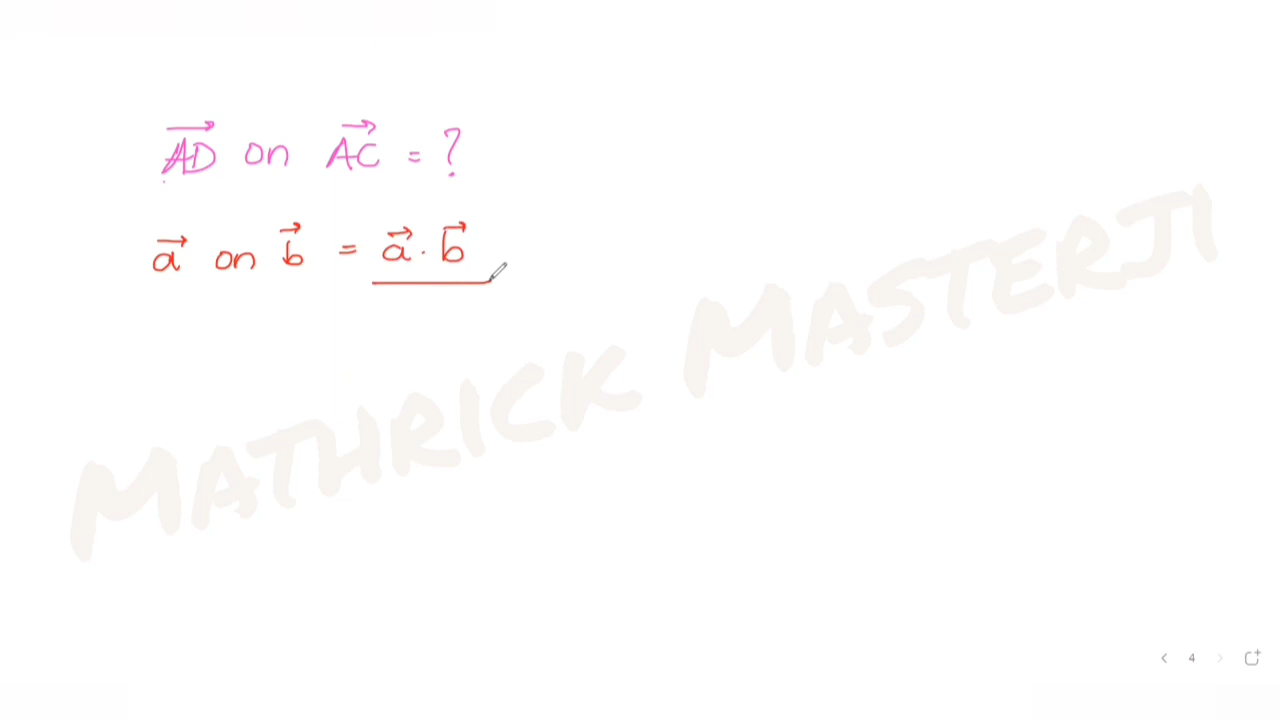 AD on AC = ?
a on b = a · b
MATHRICK MASTERJI
< 4 >